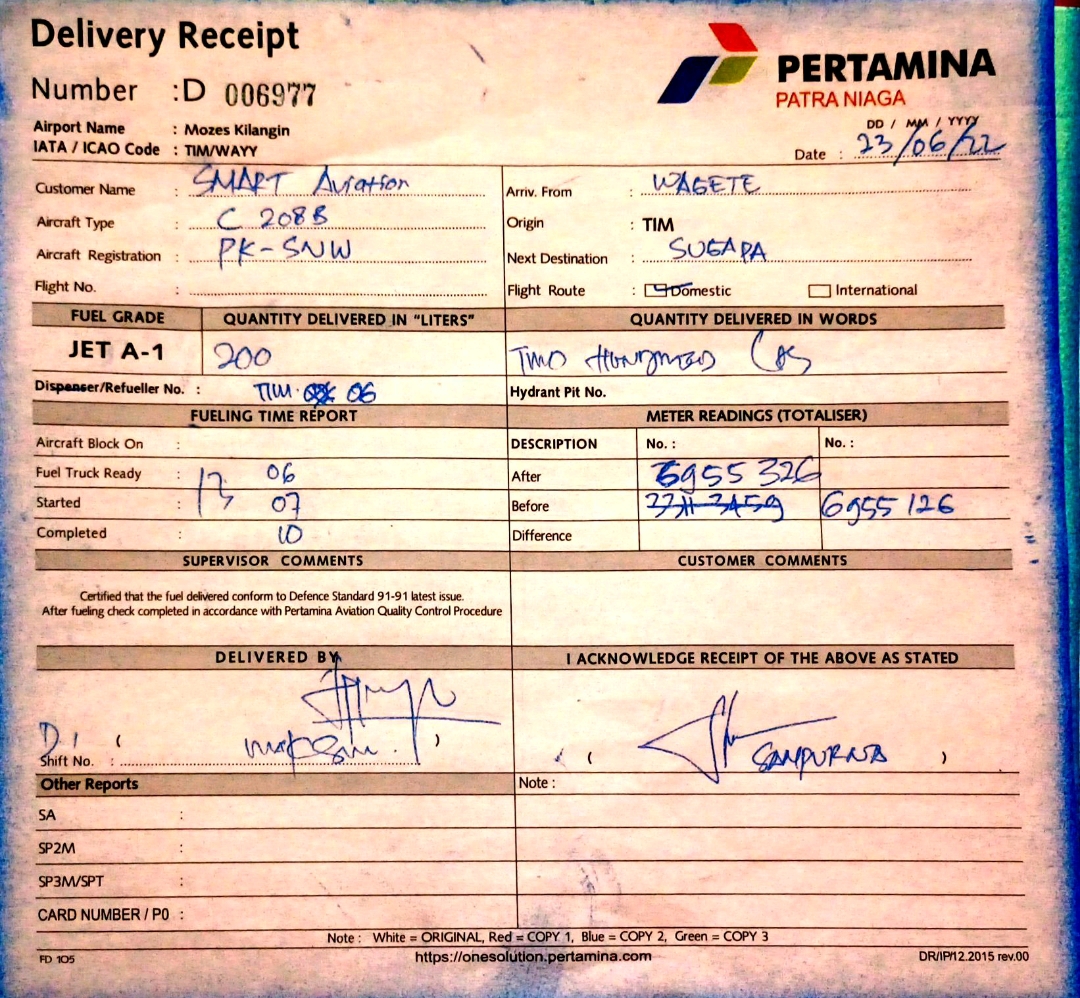 Delivery Receipt
Number :D 006977
PERTAMINA
PATRA NIAGA
Airport Name : Mozes Kilangin
IATA / ICAO Code : TIM/WAYY
DD / MM / YYYY
Date : 23/06/22
Customer Name : SMART Aviation
Arriv. From : WAGETE
Aircraft Type : C 208B
Origin : TIM
Aircraft Registration : PK-SNW
Next Destination : SUGAPA
Flight No. :
Flight Route : Domestic International
FUEL GRADE QUANTITY DELIVERED IN "LITERS" QUANTITY DELIVERED IN WORDS
JET A-1 200 TWO HUNDRED
Dispenser/Refueller No. : TIM 06 Hydrant Pit No.
FUELING TIME REPORT METER READINGS (TOTALISER)
Aircraft Block On : DESCRIPTION No. : No. :
Fuel Truck Ready : 13 06 After 6955 326
Started : 07 Before 6955 126
Completed : 10 Difference
SUPERVISOR COMMENTS CUSTOMER COMMENTS
Certified that the fuel delivered conform to Defence Standard 91-91 latest issue.
After fueling check completed in accordance with Pertamina Aviation Quality Control Procedure
DELIVERED BY I ACKNOWLEDGE RECEIPT OF THE ABOVE AS STATED
D.1 ( ) ( SAMPURNA )
Shift No. :
Other Reports Note :
SA :
SP2M :
SP3M/SPT :
CARD NUMBER / PO :
Note : White = ORIGINAL, Red = COPY 1, Blue = COPY 2, Green = COPY 3
FD 105 https://onesolution.pertamina.com DR/IP/12.2015 rev.00